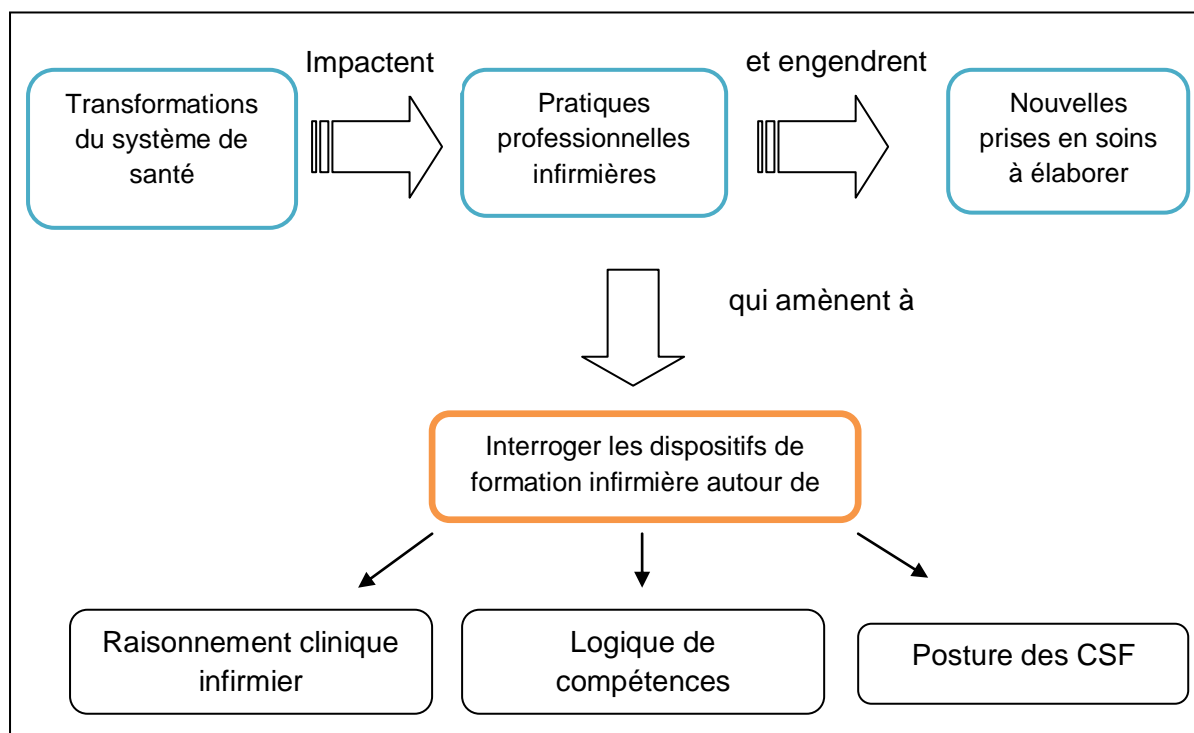 Impactent
et engendrent
Transformations
du système de
santé
Pratiques
professionnelles
infirmières
Nouvelles
prises en soins
à élaborer
qui amènent à
Interroger les dispositifs de
formation infirmière autour de
Raisonnement clinique
infirmier
Logique de
compétences
Posture des CSF